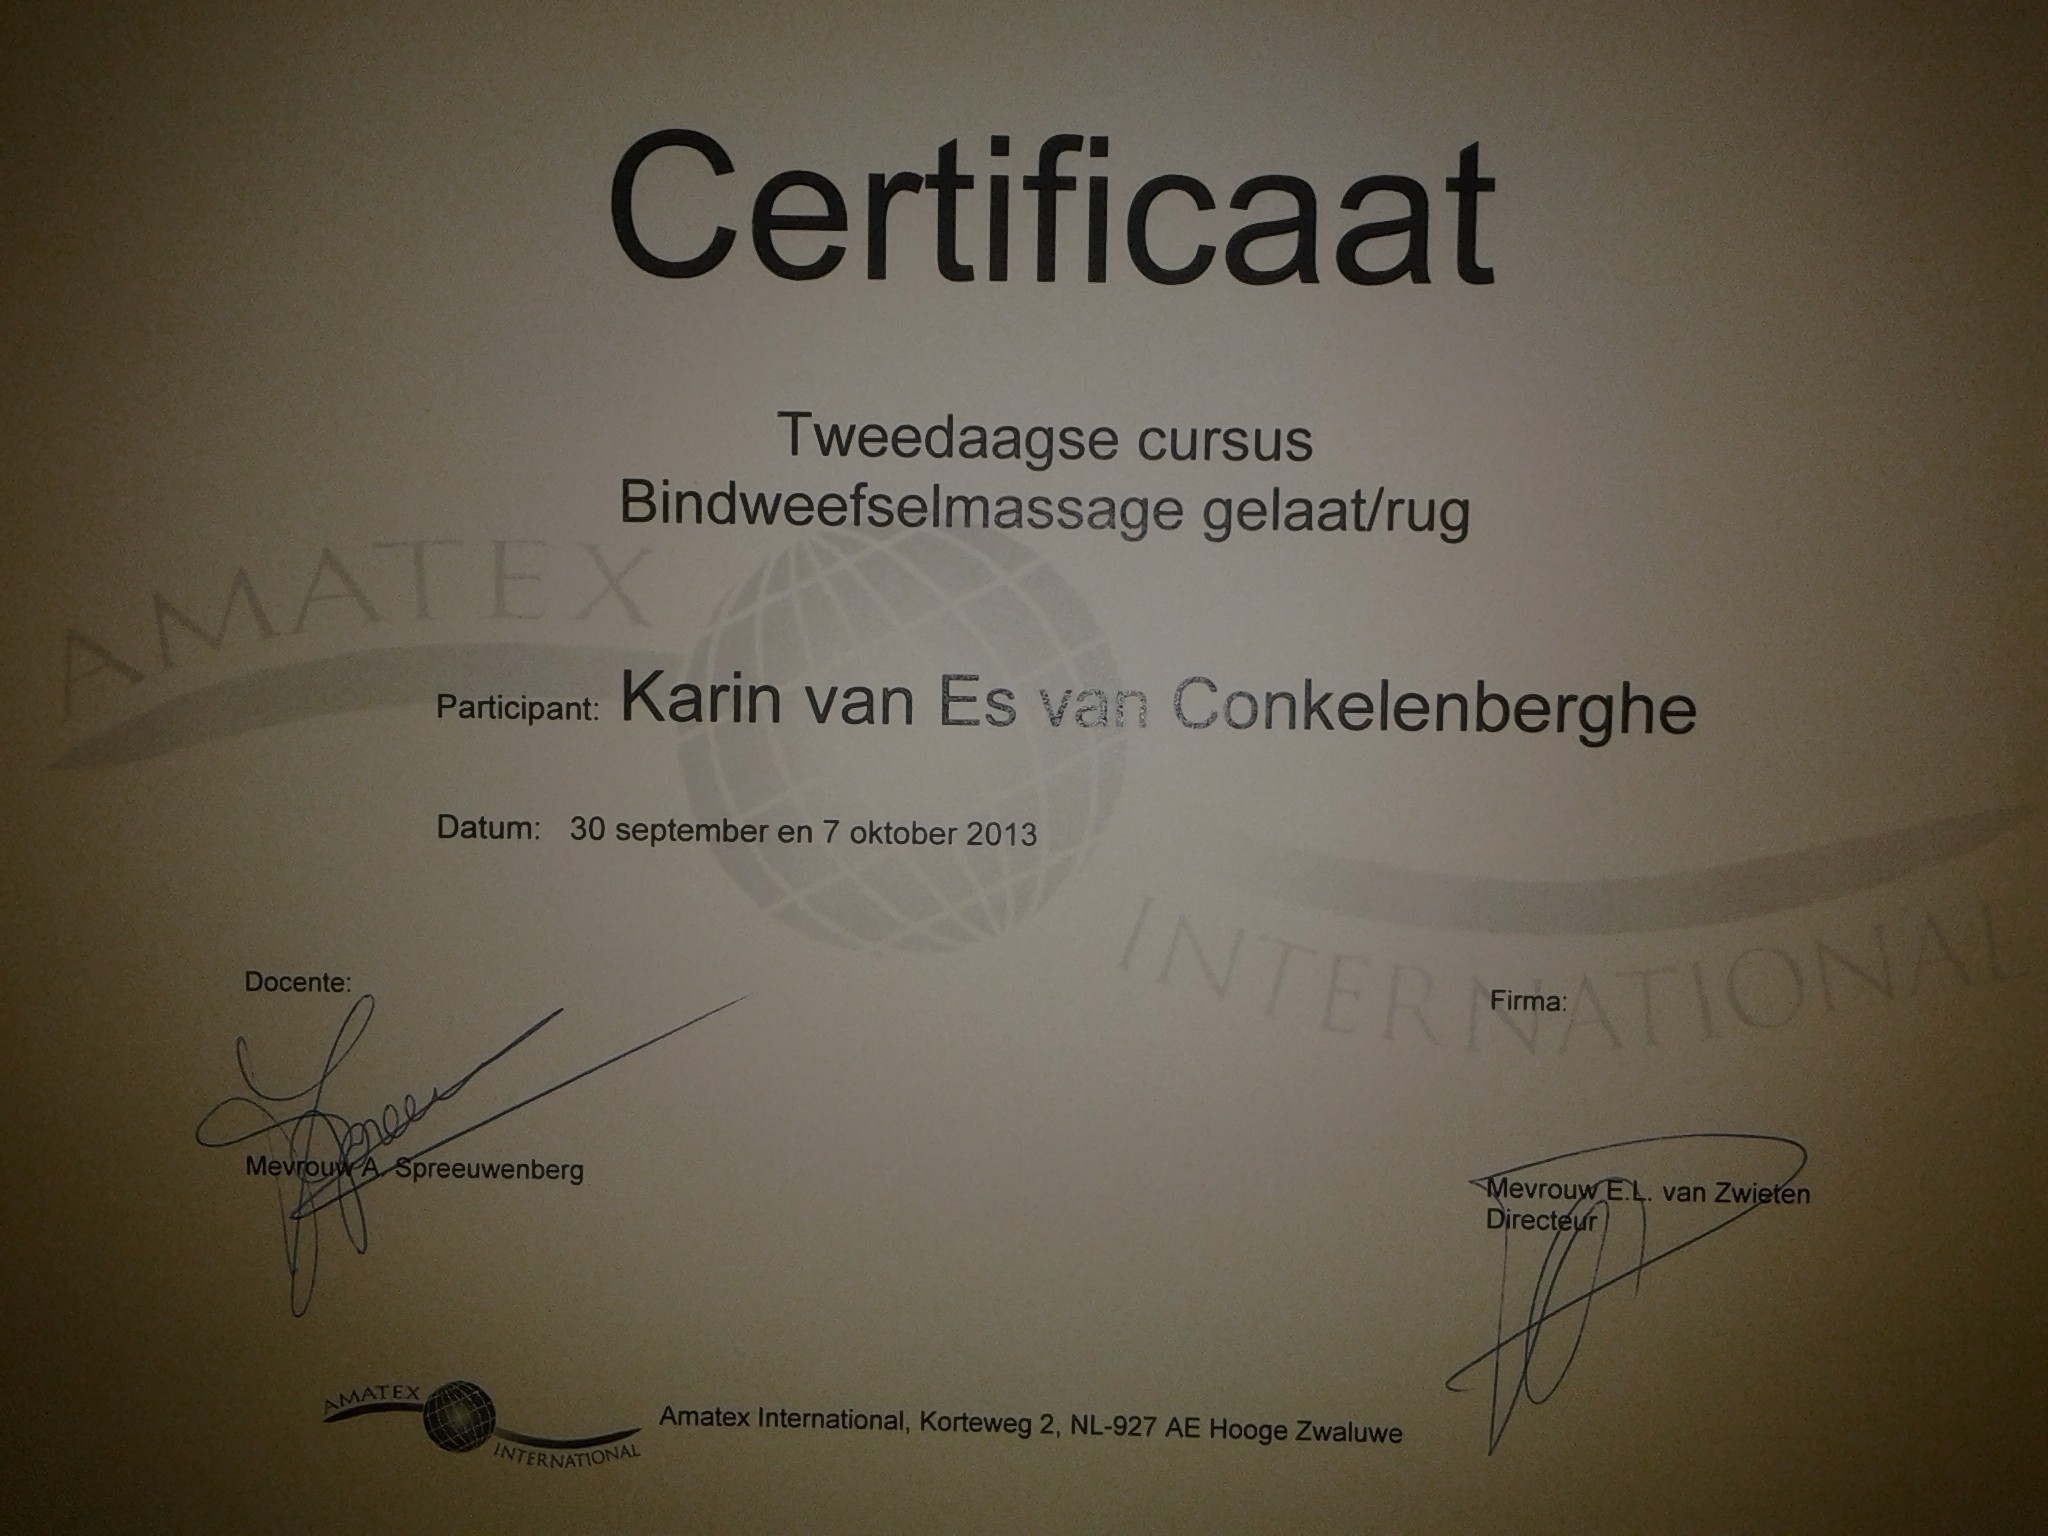 Certificaat
Tweedaagse cursus
Bindweefselmassage gelaat/rug
AMATEX
INTERNATIONAL
Participant: Karin van Es van Conkelenberghe
Datum: 30 september en 7 oktober 2013
Docente:
Mevrouw A. Spreeuwenberg
Firma:
Mevrouw E.L. van Zwieten
Directeur
AMATEX
INTERNATIONAL
Amatex International, Korteweg 2, NL-927 AE Hooge Zwaluwe